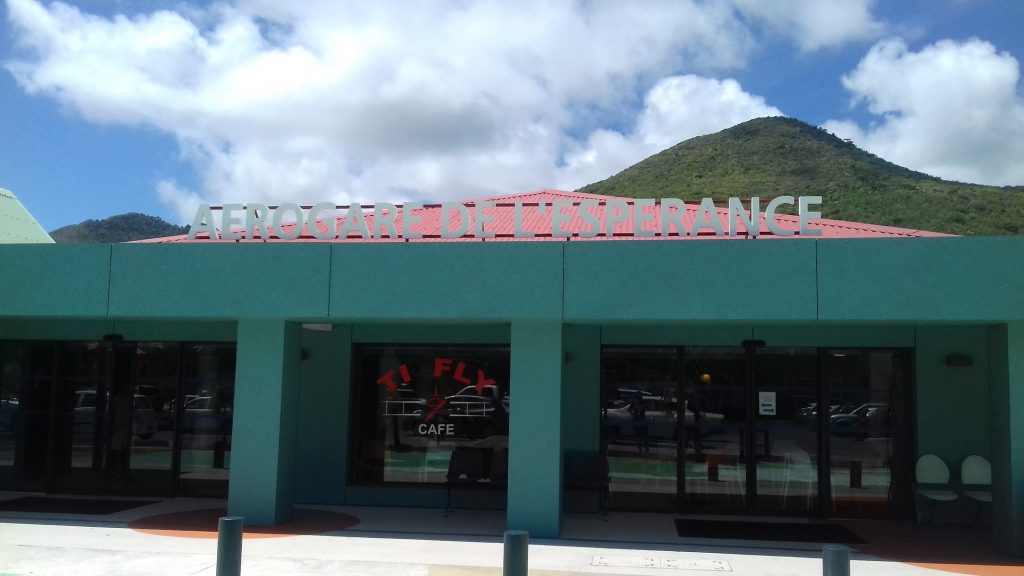 AEROGARE DE L'ESPERANCE
TI FLY
CAFE